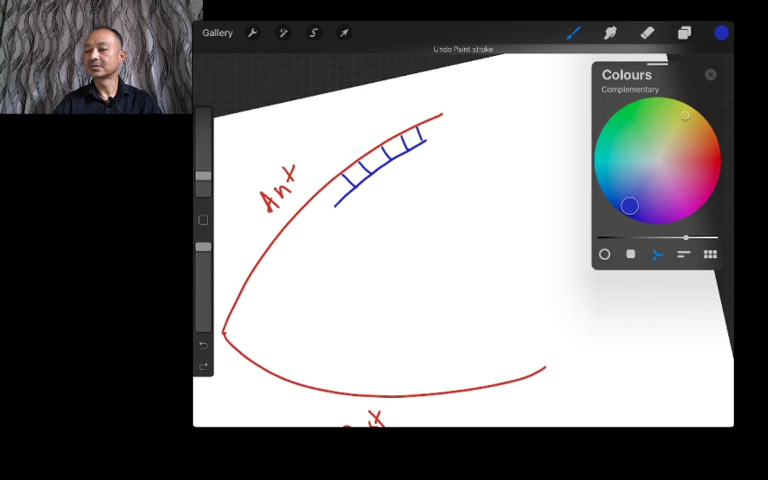 Gallery
Undo Paint stroke
Colours
Complementary
Ant